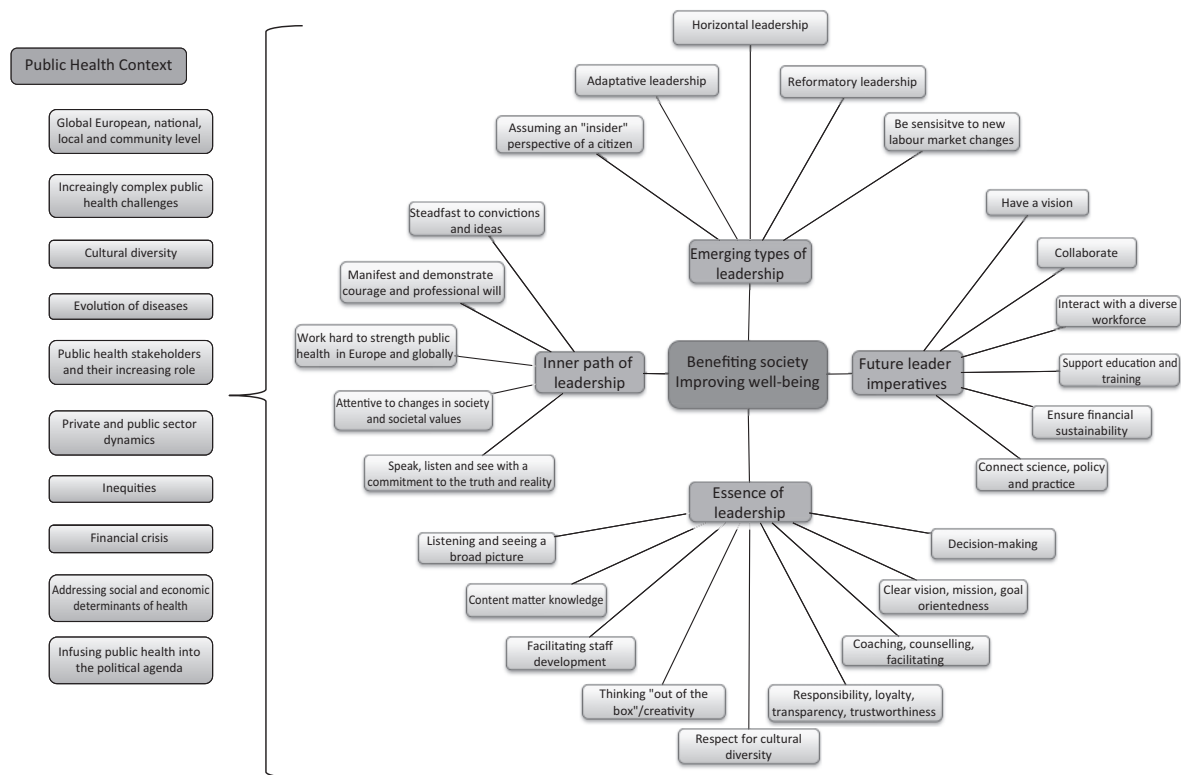 Public Health Context
Global European, national,
local and community level
Increaingly complex public
health challenges
Cultural diversity
Evolution of diseases
Public health stakeholders
and their increasing role
Private and public sector
dynamics
Inequities
Financial crisis
Addressing social and economic
determinants of health
Infusing public health into
the political agenda
Horizontal leadership
Adaptative leadership
Reformatory leadership
Assuming an "insider"
perspective of a citizen
Be sensisitve to new
labour market changes
Emerging types of
leadership
Steadfast to convictions
and ideas
Manifest and demonstrate
courage and professional will
Work hard to strength public
health in Europe and globally
Attentive to changes in society
and societal values
Speak, listen and see with a
commitment to the truth and reality
Inner path of
leadership
Benefiting society
Improving well-being
Future leader
imperatives
Have a vision
Collaborate
Interact with a diverse
workforce
Support education and
training
Ensure financial
sustainability
Connect science, policy
and practice
Essence of
leadership
Listening and seeing a
broad picture
Content matter knowledge
Facilitating staff
development
Thinking "out of the
box"/creativity
Respect for cultural
diversity
Responsibility, loyalty,
transparency, trustworthiness
Coaching, counselling,
facilitating
Clear vision, mission, goal
orientedness
Decision-making